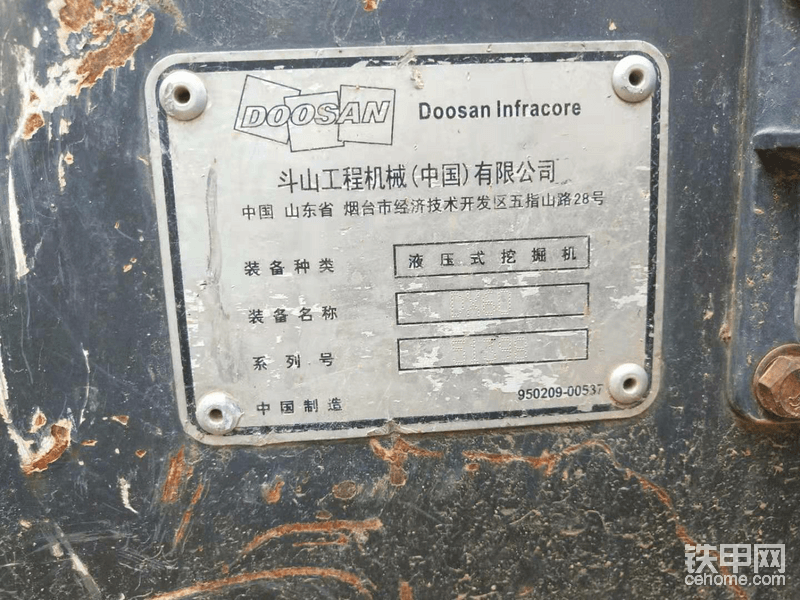 DOOSAN Doosan Infracore
斗山工程机械(中国)有限公司
中国 山东省 烟台市经济技术开发区五指山路28号
装备种类 液压式挖掘机
装备名称
系列号
中国制造 950209-00537
铁甲网
cehome.com